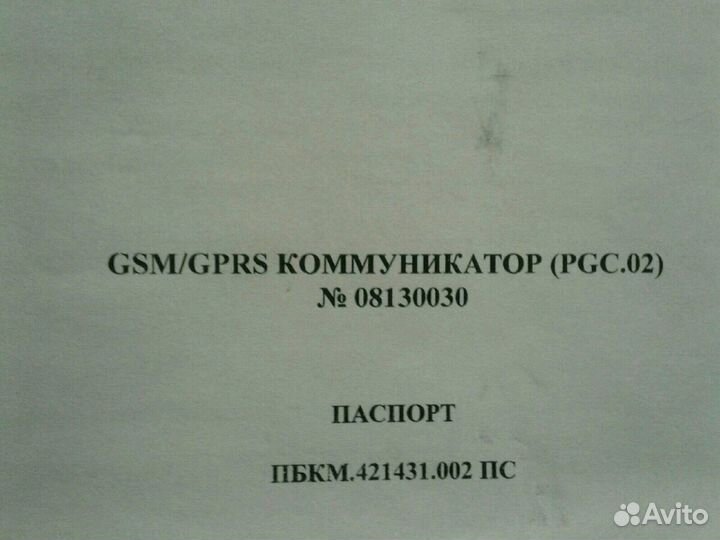 GSM/GPRS КОММУНИКАТОР (PGC.02)
№ 08130030
ПАСПОРТ
ПБКМ.421431.002 ПС
Avito